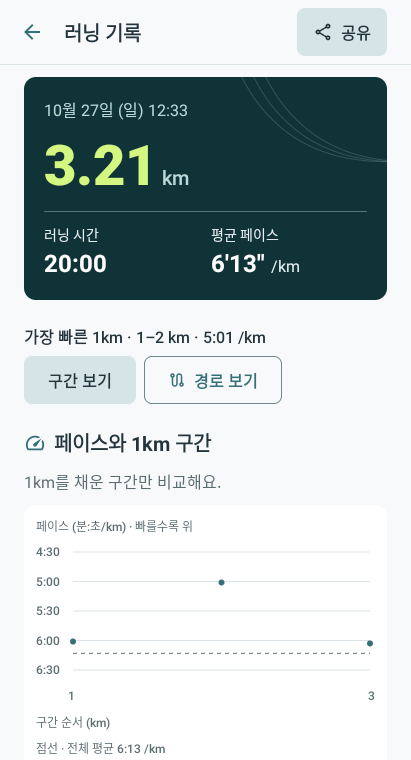 러닝 기록
공유
10월 27일 (일) 12:33
3.21 km
러닝 시간
평균 페이스
20:00
6'13" /km
가장 빠른 1km · 1–2 km · 5:01 /km
구간 보기
경로 보기
페이스와 1km 구간
1km를 채운 구간만 비교해요.
페이스 (분:초/km) · 빠를수록 위
4:30
5:00
5:30
6:00
6:30
1
3
구간 순서 (km)
점선 · 전체 평균 6:13 /km